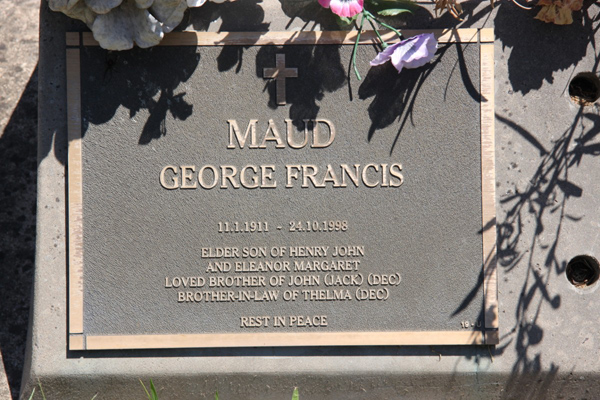 MAUD
GEORGE FRANCIS
11.1.1911 - 24.10.1998
ELDER SON OF HENRY JOHN
AND ELEANOR MARGARET
LOVED BROTHER OF JOHN (JACK) (DEC)
BROTHER-IN-LAW OF THELMA (DEC)
REST IN PEACE